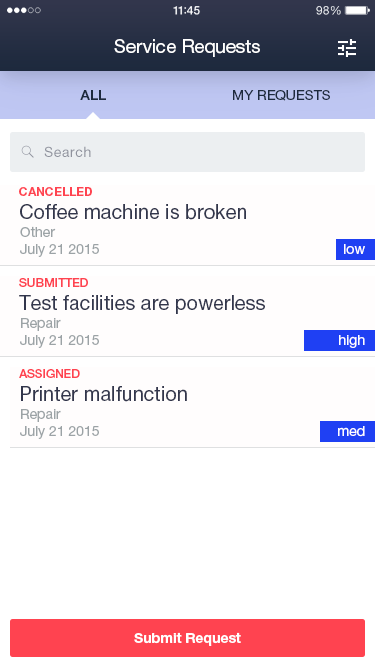 11:45
98%
Service Requests
ALL
MY REQUESTS
Search
CANCELLED
Coffee machine is broken
Other
July 21 2015
low
SUBMITTED
Test facilities are powerless
Repair
July 21 2015
high
ASSIGNED
Printer malfunction
Repair
July 21 2015
med
Submit Request